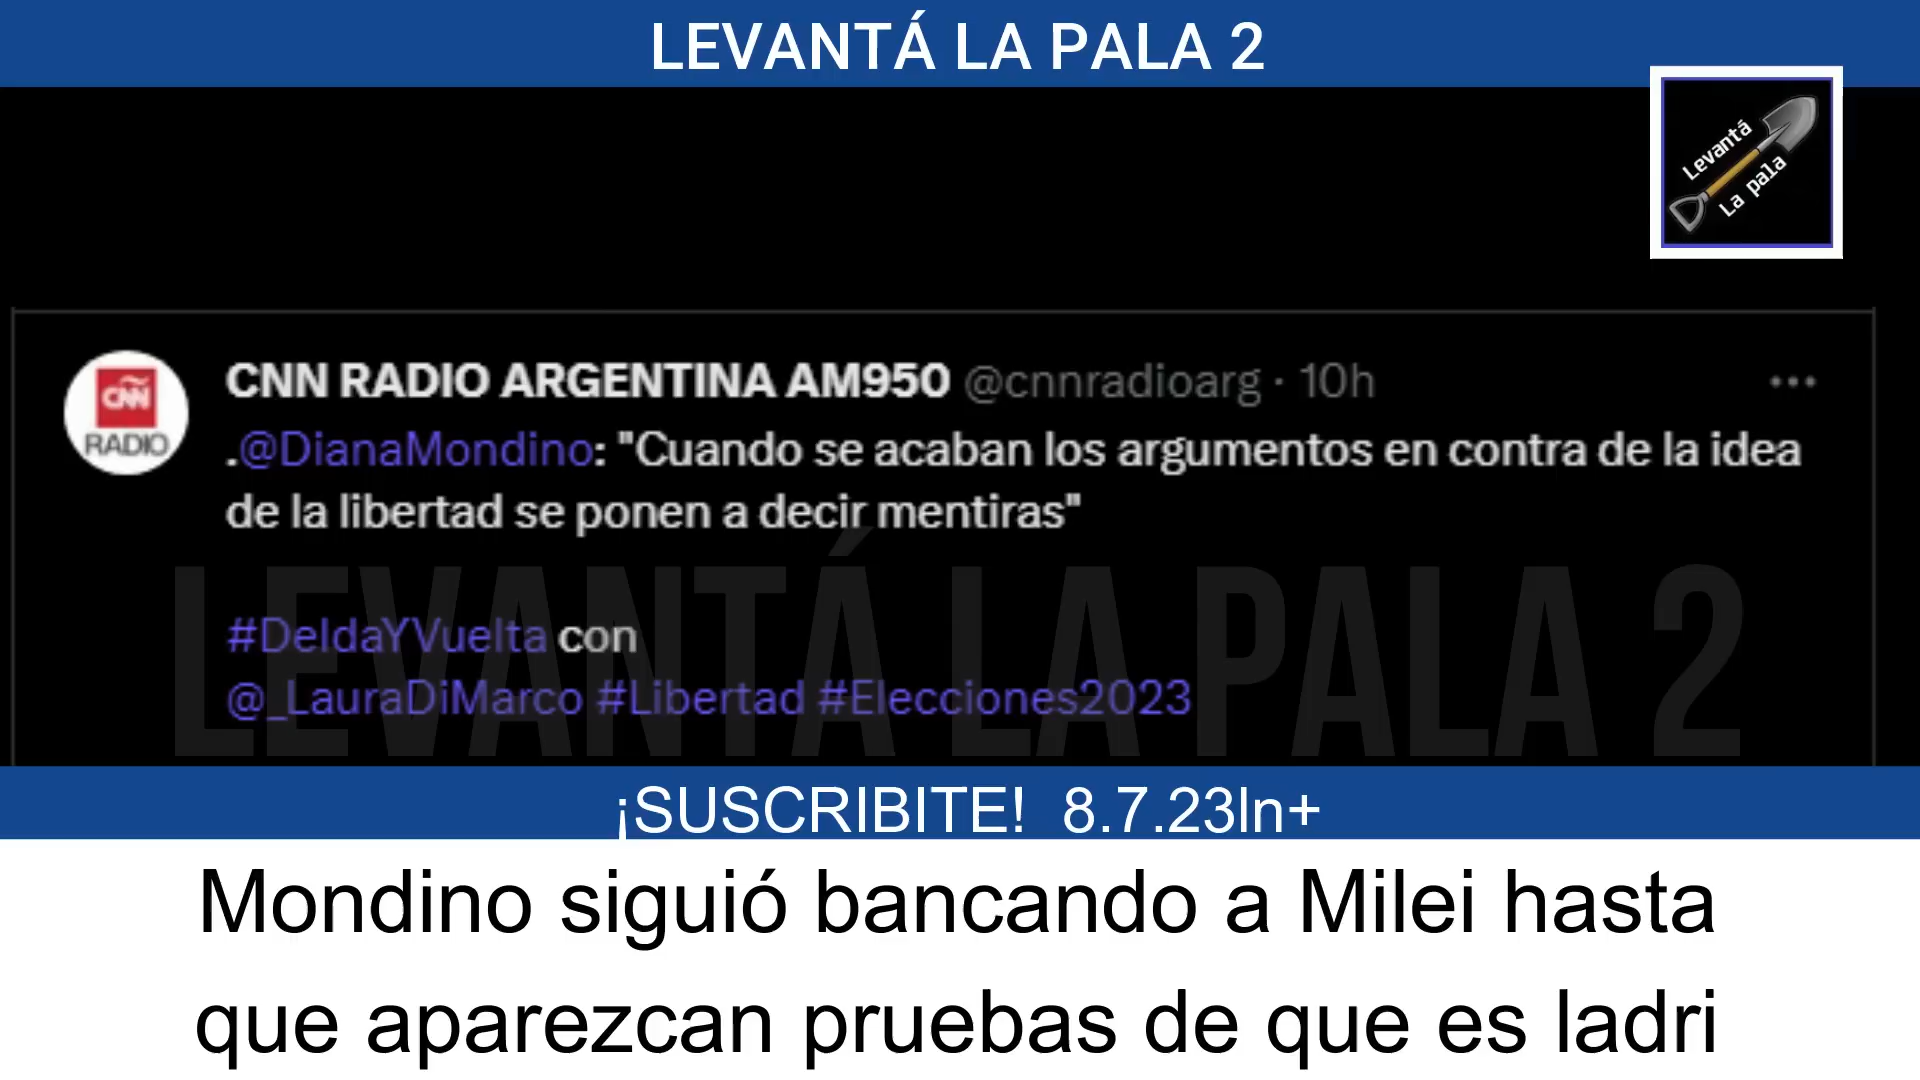 LEVANTÁ LA PALA 2
Levantá
La pala
CNN RADIO ARGENTINA AM950 @cnnradioarg · 10h
CNN
RADIO
.@DianaMondino: "Cuando se acaban los argumentos en contra de la idea
de la libertad se ponen a decir mentiras"
#DeIdaYVuelta con
@_LauraDiMarco #Libertad #Elecciones2023
LEVANTÁ LA PALA 2
¡SUSCRIBITE! 8.7.23ln+
Mondino siguió bancando a Milei hasta
que aparezcan pruebas de que es ladri